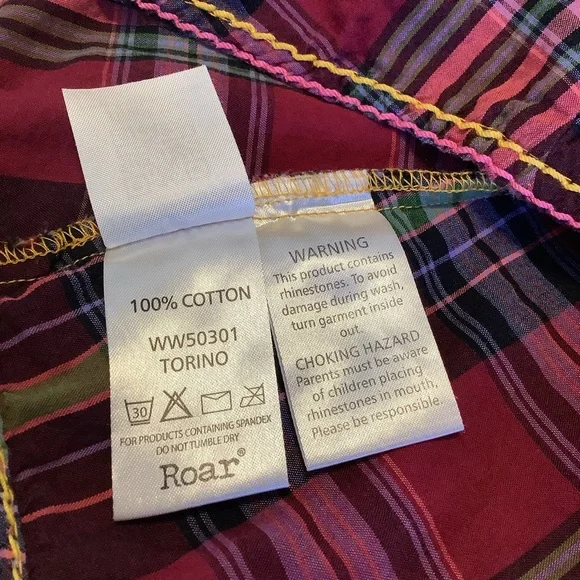 100% COTTON
WW50301
TORINO
30
FOR PRODUCTS CONTAINING SPANDEX
DO NOT TUMBLE DRY
Roar®
WARNING
This product contains
rhinestones. To avoid
damage during wash,
turn garment inside
out.
CHOKING HAZARD
Parents must be aware
of children placing
rhinestones in mouth,
Please be responsible.